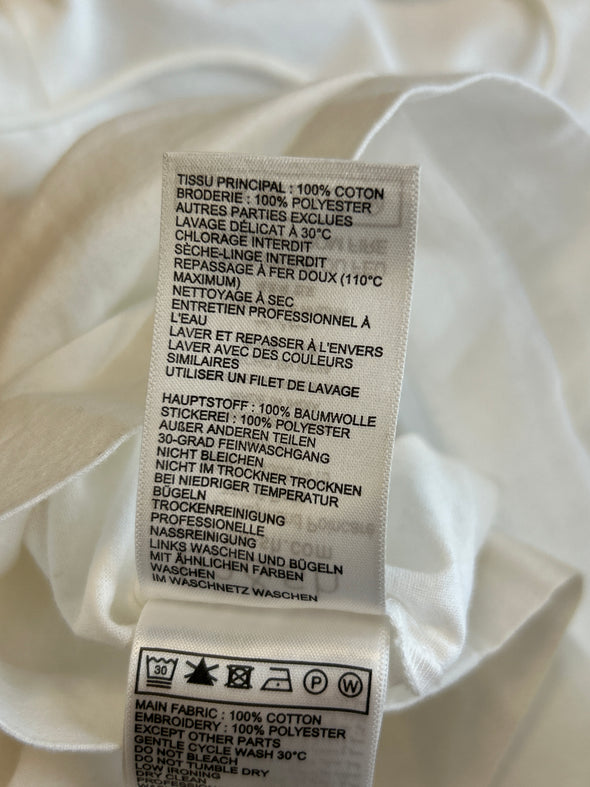 TISSU PRINCIPAL : 100% COTON
BRODERIE : 100% POLYESTER
AUTRES PARTIES EXCLUES
LAVAGE DÉLICAT À 30°C
CHLORAGE INTERDIT
SÈCHE-LINGE INTERDIT
REPASSAGE À FER DOUX (110°C
MAXIMUM)
NETTOYAGE À SEC
ENTRETIEN PROFESSIONNEL À
L'EAU
LAVER ET REPASSER À L'ENVERS
LAVER AVEC DES COULEURS
SIMILAIRES
UTILISER UN FILET DE LAVAGE
HAUPTSTOFF : 100% BAUMWOLLE
STICKEREI : 100% POLYESTER
AUßER ANDEREN TEILEN
30-GRAD FEINWASCHGANG
NICHT BLEICHEN
NICHT IM TROCKNER TROCKNEN
BEI NIEDRIGER TEMPERATUR
BÜGELN
TROCKENREINIGUNG
PROFESSIONELLE
NASSREINIGUNG
LINKS WASCHEN UND BÜGELN
MIT ÄHNLICHEN FARBEN
WASCHEN
IM WASCHNETZ WASCHEN
30 P W
MAIN FABRIC : 100% COTTON
EMBROIDERY : 100% POLYESTER
EXCEPT OTHER PARTS
GENTLE CYCLE WASH 30°C
DO NOT BLEACH
DO NOT TUMBLE DRY
LOW IRONING
DRY CLEAN